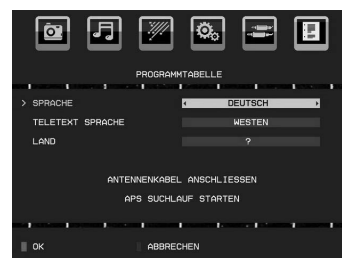 PROGRAMMTABELLE
> SPRACHE DEUTSCH
TELETEXT SPRACHE WESTEN
LAND ?
ANTENNENKABEL ANSCHLIESSEN
APS SUCHLAUF STARTEN
OK ABBRECHEN